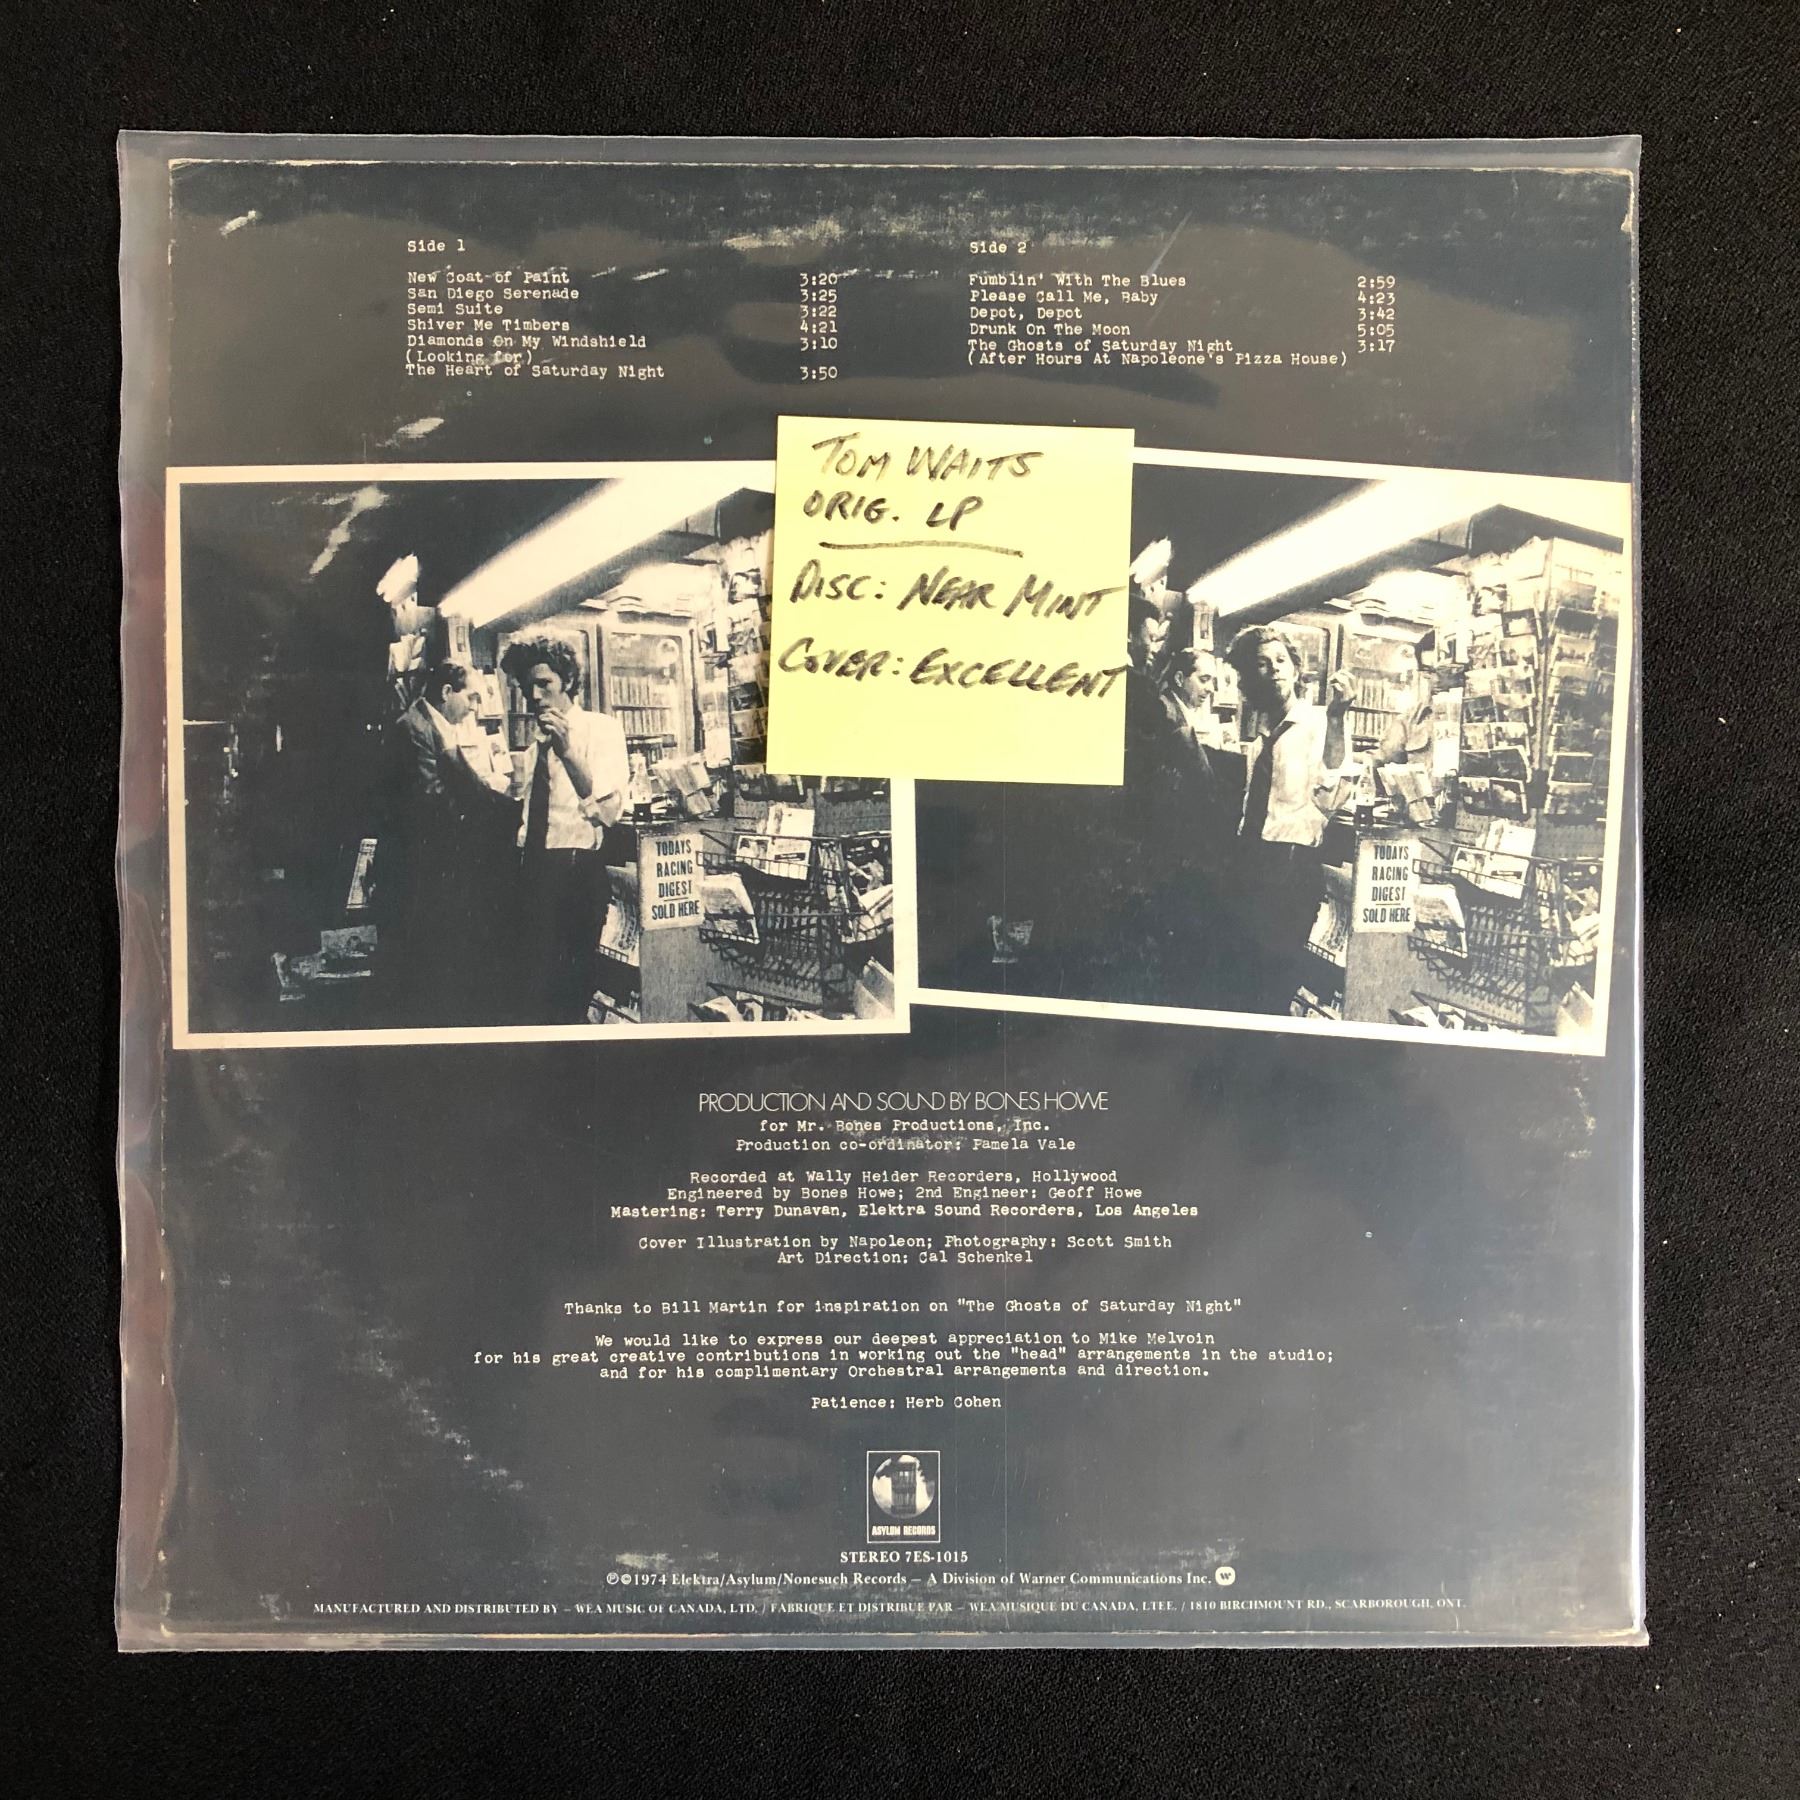 Side 1
New Coat of Paint 3:20
San Diego Serenade 3:25
Semi Suite 3:22
Shiver Me Timbers 4:21
Diamonds On My Windshield 3:10
(Looking for)
The Heart of Saturday Night 3:50
Side 2
Fumblin' With The Blues 2:59
Please Call Me, Baby 4:23
Depot, Depot 3:42
Drunk On The Moon 5:05
The Ghosts of Saturday Night 3:17
(After Hours At Napoleone's Pizza House)
TOM WAITS
ORIG. LP
DISC: NEAR MINT
COVER: EXCELLENT
TODAYS
RACING
DIGEST
SOLD HERE
TODAYS
RACING
DIGEST
SOLD HERE
PRODUCTION AND SOUND BY BONES HOWE
for Mr. Bones Productions, Inc.
Production co-ordinator: Pamela Vale
Recorded at Wally Heider Recorders, Hollywood
Engineered by Bones Howe; 2nd Engineer: Geoff Howe
Mastering: Terry Dunavan, Elektra Sound Recorders, Los Angeles
Cover Illustration by Napoleon; Photography: Scott Smith
Art Direction: Cal Schenkel
Thanks to Bill Martin for inspiration on "The Ghosts of Saturday Night"
We would like to express our deepest appreciation to Mike Melvoin
for his great creative contributions in working out the "head" arrangements in the studio;
and for his complimentary Orchestral arrangements and direction.
Patience: Herb Cohen
ASYLUM RECORDS
STEREO 7ES-1015
℗©1974 Elektra/Asylum/Nonesuch Records – A Division of Warner Communications Inc. W
MANUFACTURED AND DISTRIBUTED BY – WEA MUSIC OF CANADA, LTD. / FABRIQUE ET DISTRIBUE PAR – WEA MUSIQUE DU CANADA, LTEE. / 1810 BIRCHMOUNT RD., SCARBOROUGH, ONT.